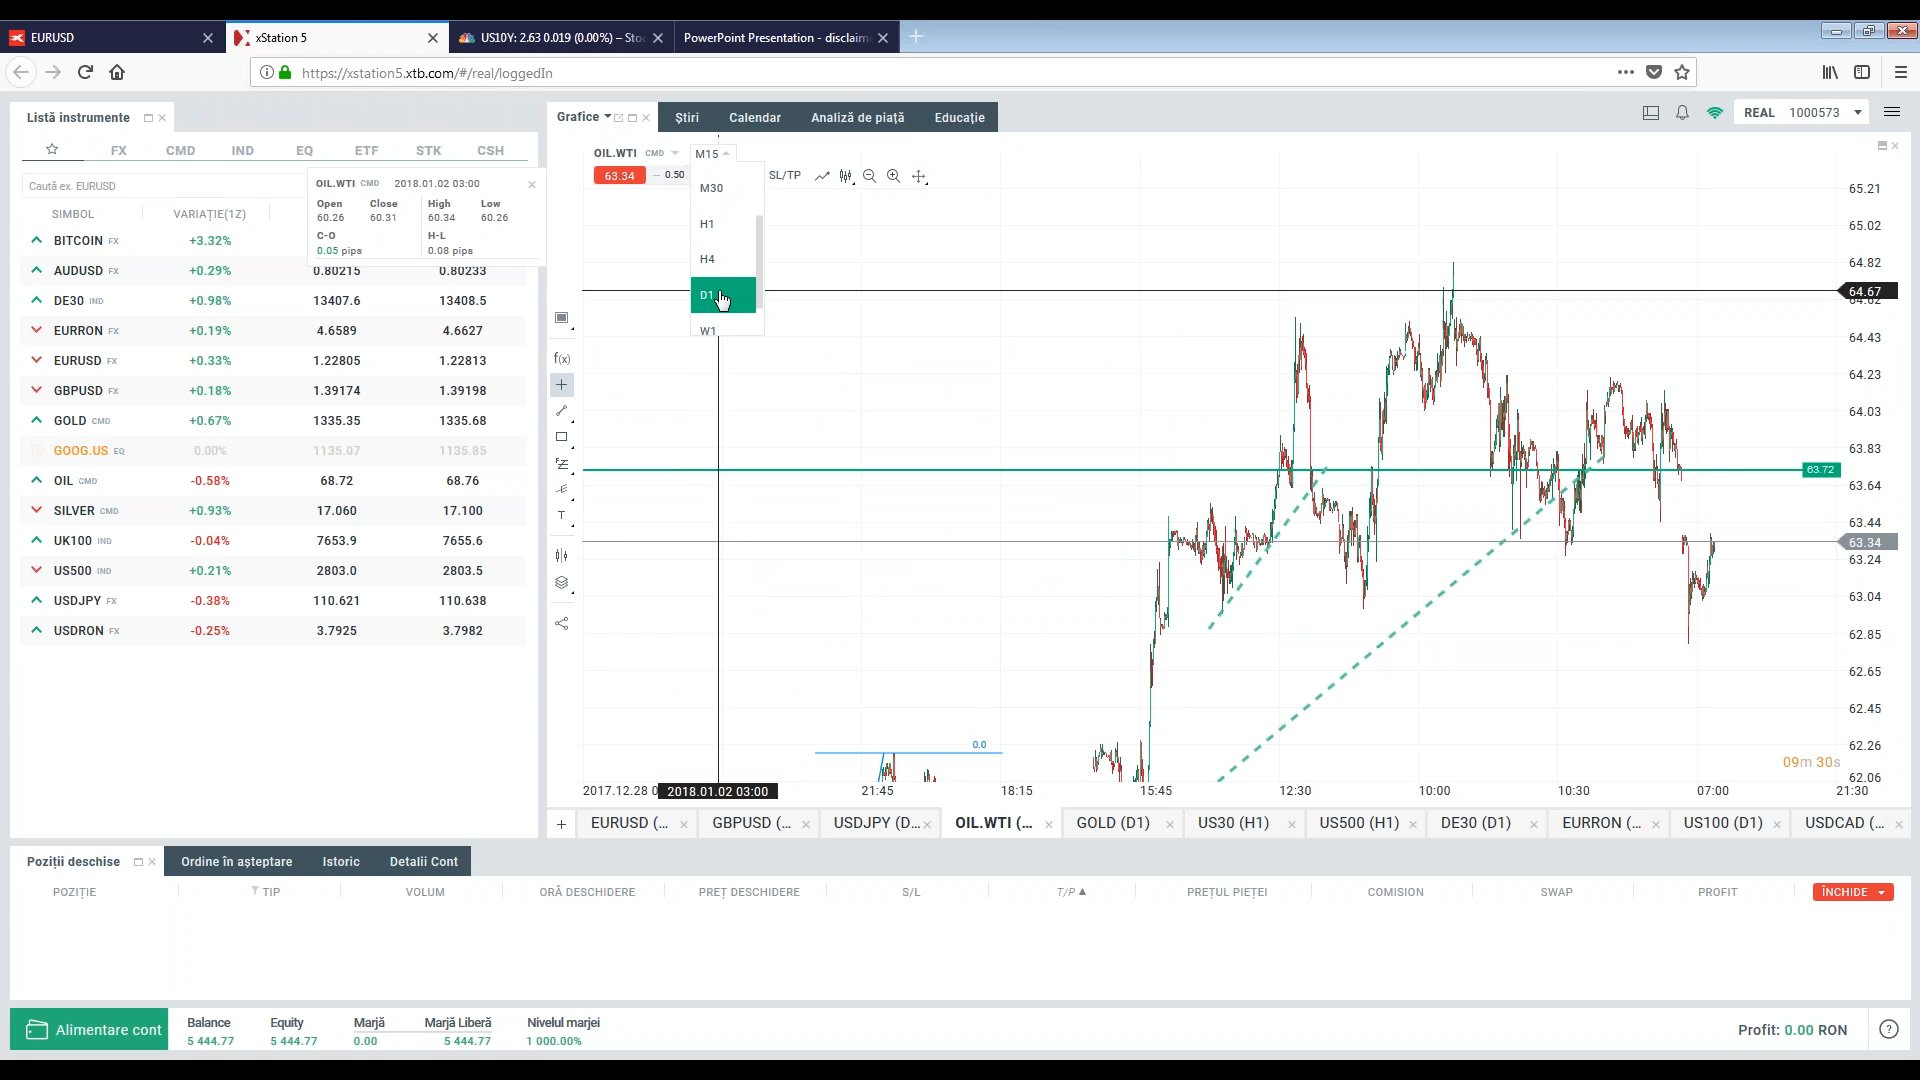 EURUSD
xStation 5
US10Y: 2.63 0.019 (0.00%) – Stoc
PowerPoint Presentation - disclaim
https://xstation5.xtb.com/#/real/loggedIn
Listă instrumente
FX CMD IND EQ ETF STK CSH
Caută ex. EURUSD
SIMBOL VARIAȚIE(1Z)
OIL.WTI CMD 2018.01.02 03:00
Open Close High Low
60.26 60.31 60.34 60.26
C-O H-L
0.05 pips 0.08 pips
BITCOIN FX +3.32%
AUDUSD FX +0.29% 0.80215 0.80233
DE30 IND +0.98% 13407.6 13408.5
EURRON FX +0.19% 4.6589 4.6627
EURUSD FX +0.33% 1.22805 1.22813
GBPUSD FX +0.18% 1.39174 1.39198
GOLD CMD +0.67% 1335.35 1335.68
GOOG.US EQ 0.00% 1135.07 1135.85
OIL CMD -0.58% 68.72 68.76
SILVER CMD +0.93% 17.060 17.100
UK100 IND -0.04% 7653.9 7655.6
US500 IND +0.21% 2803.0 2803.5
USDJPY FX -0.38% 110.621 110.638
USDRON FX -0.25% 3.7925 3.7982
Grafice Știri Calendar Analiză de piață Educație
REAL 1000573
OIL.WTI CMD M15
63.34 0.50 SL/TP
M30
H1
H4
D1
W1
f(x)
T
65.21
65.02
64.82
64.67
64.62
64.43
64.23
64.03
63.83
63.72
63.64
63.44
63.34
63.24
63.04
62.85
62.65
62.45
62.26
62.06
0.0
09m 30s
2017.12.28 0 2018.01.02 03:00 21:45 18:15 15:45 12:30 10:00 10:30 07:00 21:30
EURUSD (... GBPUSD (... USDJPY (D... OIL.WTI (... GOLD (D1) US30 (H1) US500 (H1) DE30 (D1) EURRON (... US100 (D1) USDCAD (...
Poziții deschise Ordine în așteptare Istoric Detalii Cont
POZIȚIE TIP VOLUM ORĂ DESCHIDERE PREȚ DESCHIDERE S/L T/P PREȚUL PIEȚEI COMISION SWAP PROFIT ÎNCHIDE
Alimentare cont
Balance Equity Marjă Marjă Liberă Nivelul marjei
5 444.77 5 444.77 0.00 5 444.77 1 000.00%
Profit: 0.00 RON